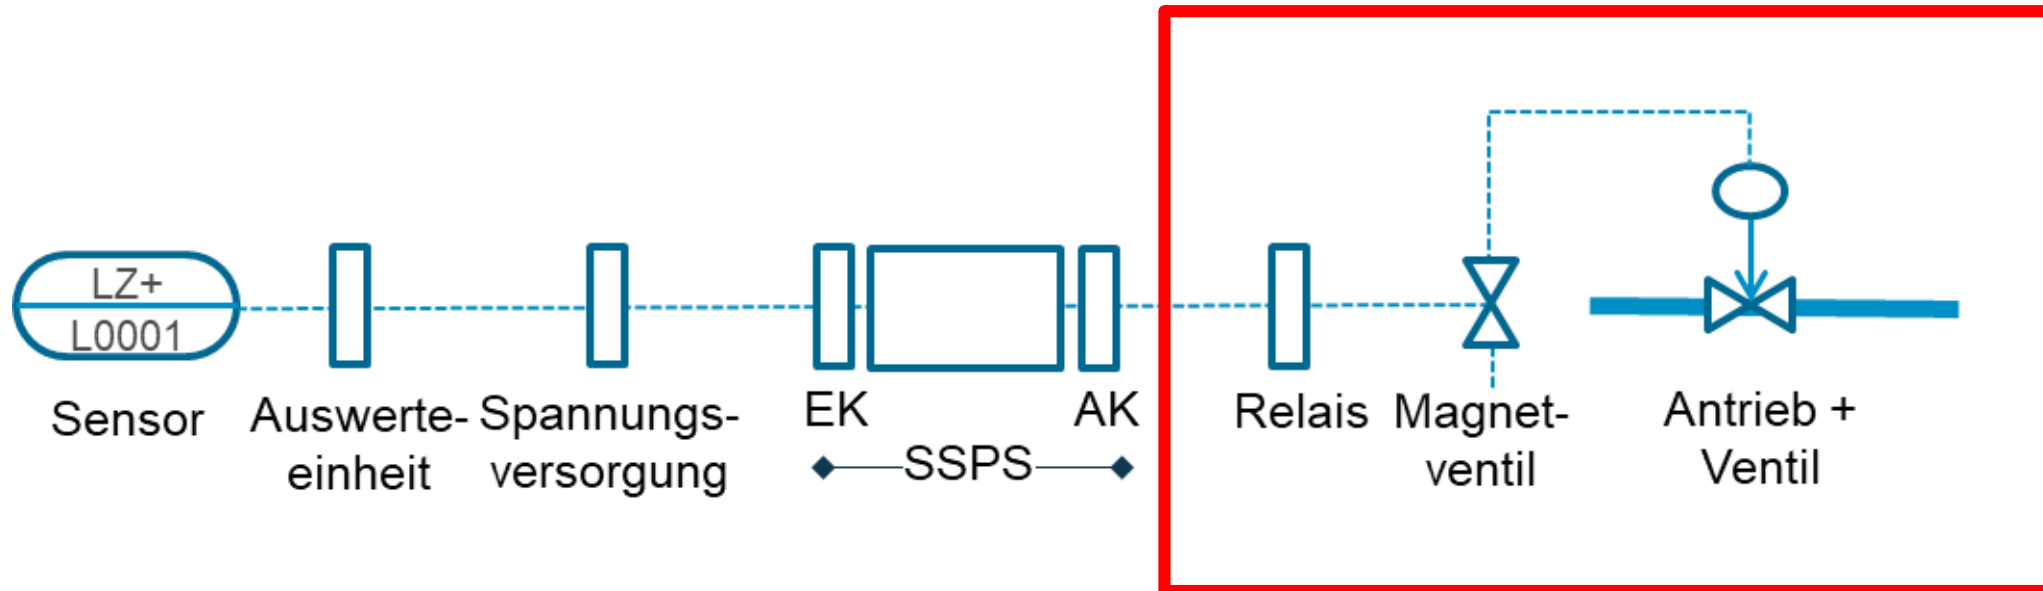 LZ+
L0001
Sensor
Auswerte-
einheit
Spannungs-
versorgung
EK
AK
SSPS
Relais
Magnet-
ventil
Antrieb +
Ventil